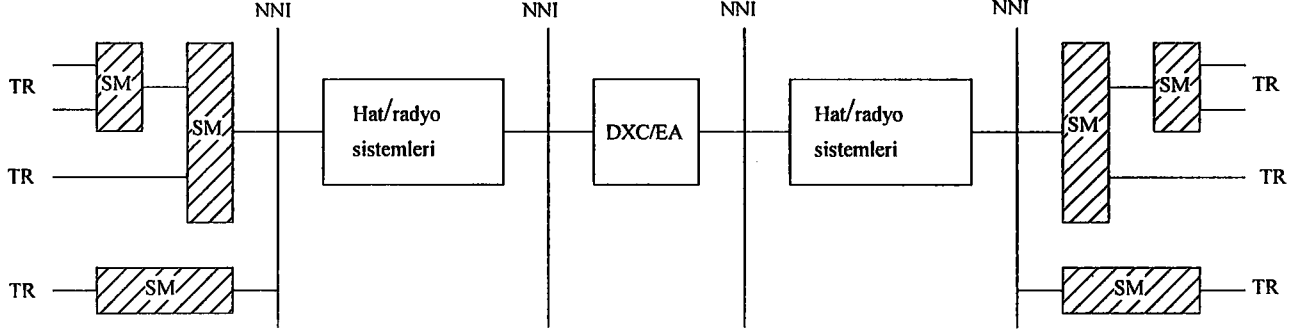 NNI
NNI
NNI
NNI
TR
SM
SM
Hat/radyo
sistemleri
DXC/EA
Hat/radyo
sistemleri
SM
SM
TR
TR
TR
TR
SM
SM
TR